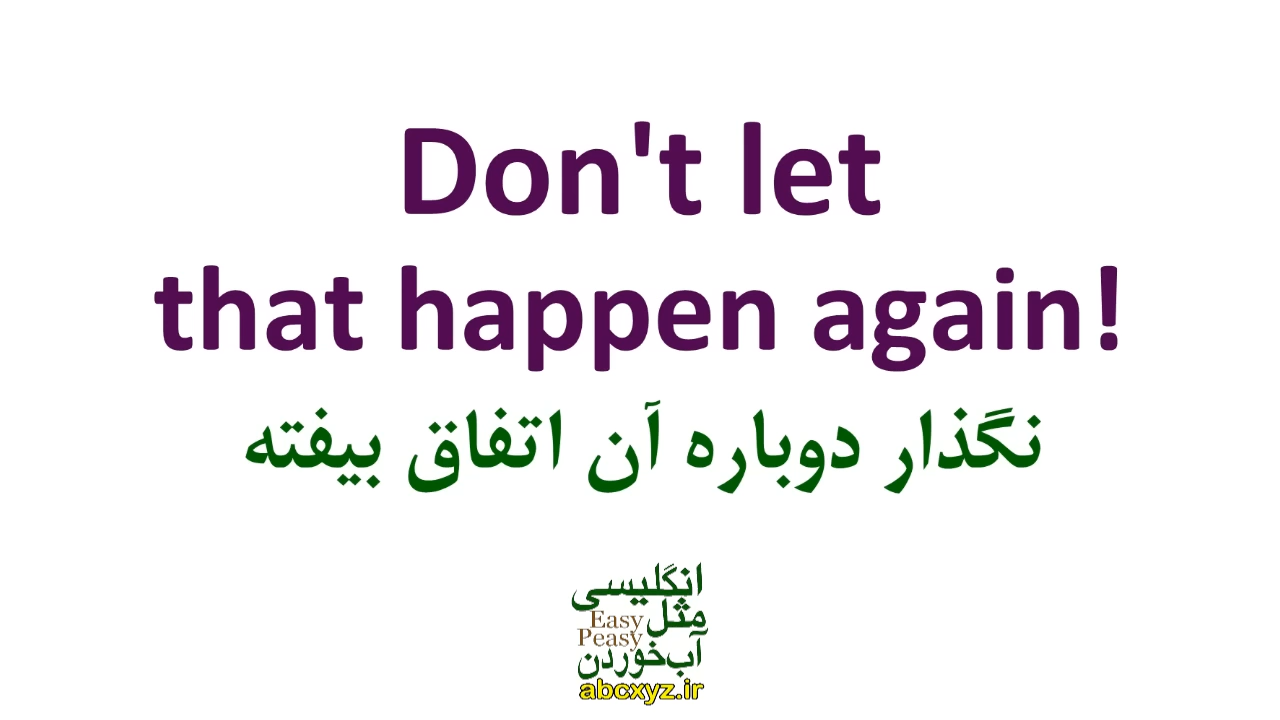 Don't let
that happen again!
نگذار دوباره آن اتفاق بیفته
انگلیسی
مثل
Easy
Peasy
آب‌خوردن
abcxyz.ir